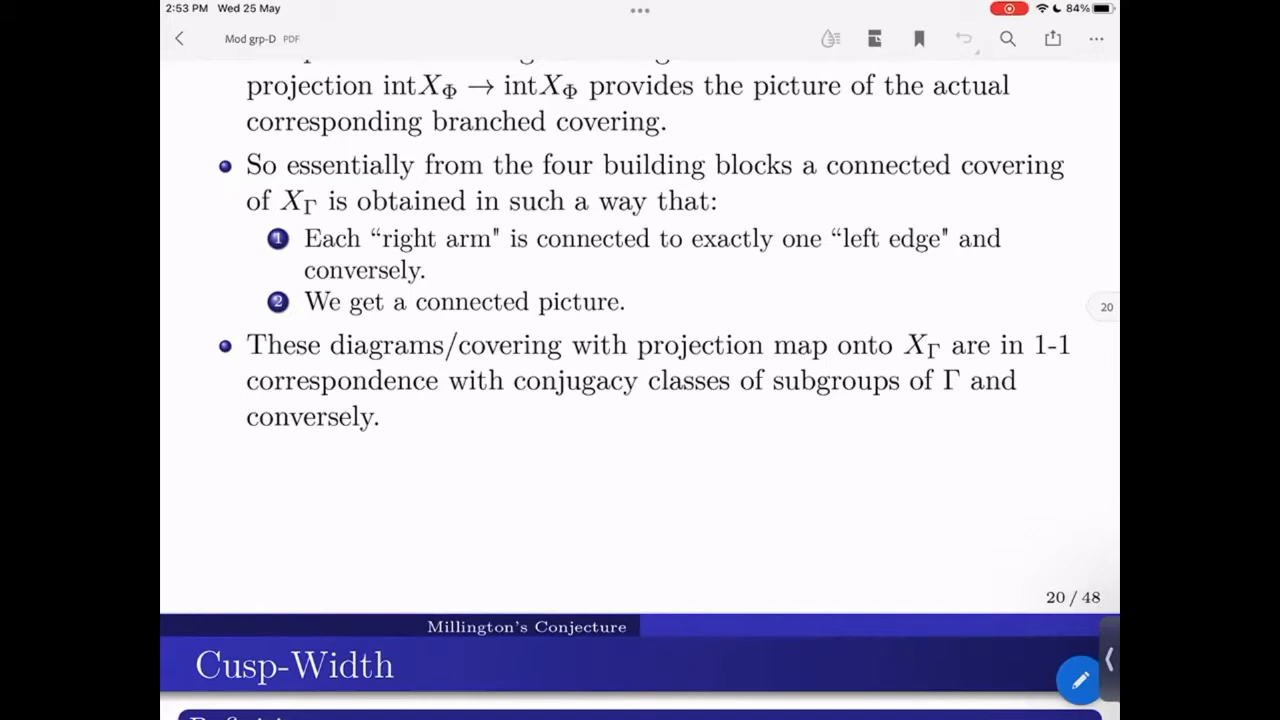 2:53 PM Wed 25 May
84%
Mod grp-D PDF
projection intX_Φ → intX_Φ provides the picture of the actual
corresponding branched covering.
So essentially from the four building blocks a connected covering
of X_Γ is obtained in such a way that:
1 Each “right arm" is connected to exactly one “left edge" and
conversely.
2 We get a connected picture.
20
These diagrams/covering with projection map onto X_Γ are in 1-1
correspondence with conjugacy classes of subgroups of Γ and
conversely.
20 / 48
Millington's Conjecture
Cusp-Width